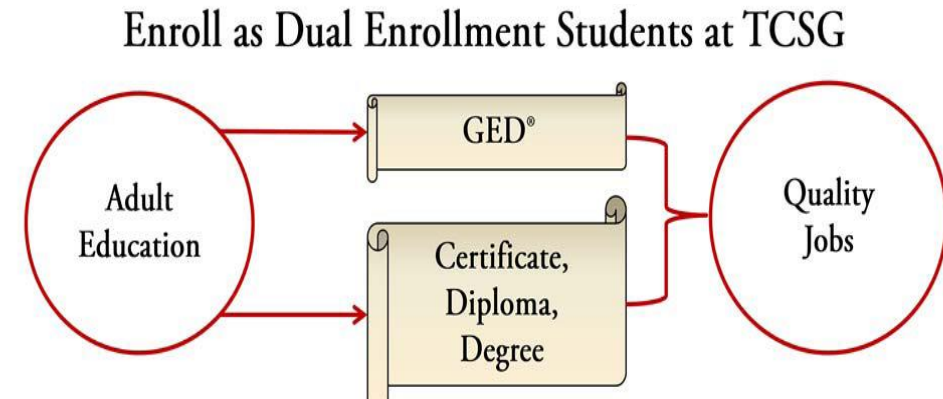 Enroll as Dual Enrollment Students at TCSG
Adult
Education
GED®
Certificate,
Diploma,
Degree
Quality
Jobs